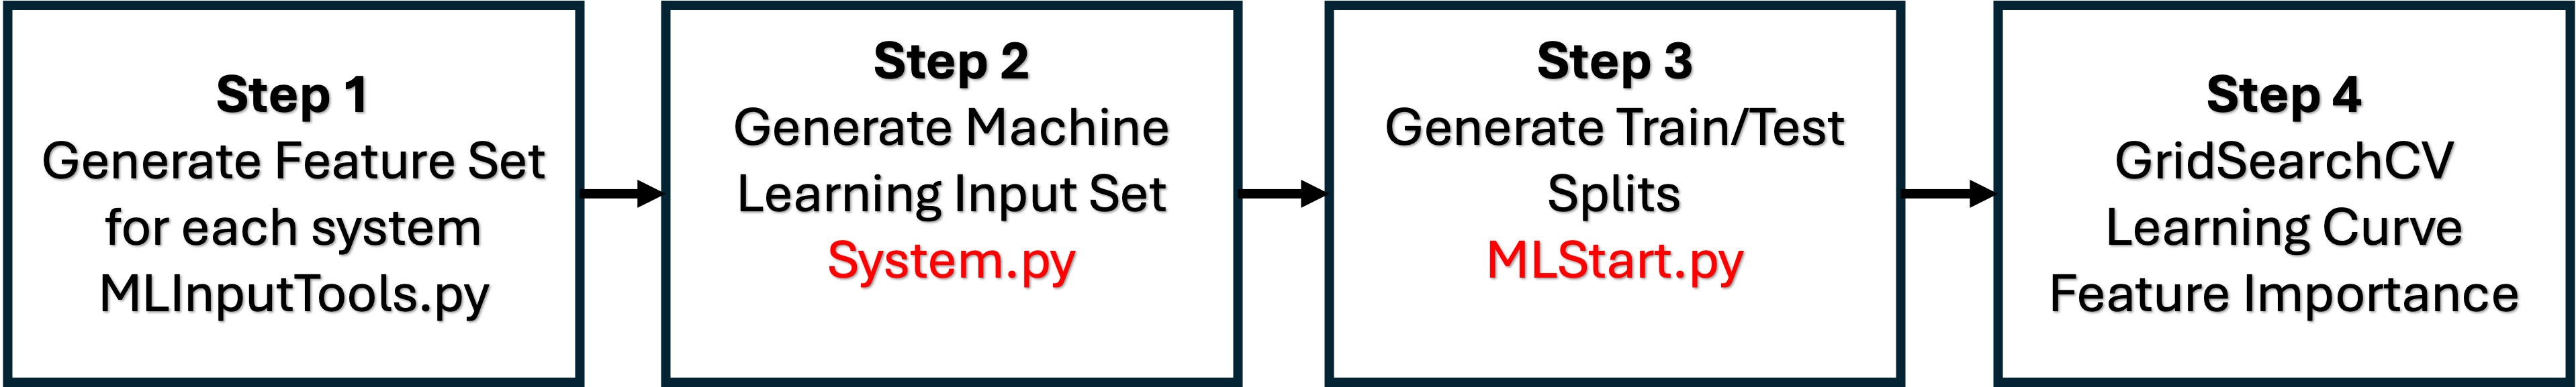 Step 1
Generate Feature Set
for each system
MLInputTools.py
Step 2
Generate Machine
Learning Input Set
System.py
Step 3
Generate Train/Test
Splits
MLStart.py
Step 4
GridSearchCV
Learning Curve
Feature Importance